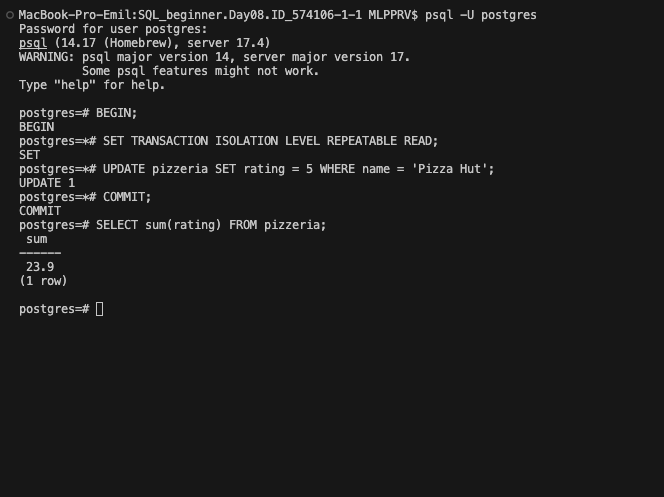 MacBook-Pro-Emil:SQL_beginner.Day08.ID_574106-1-1 MLPPRV$ psql -U postgres
Password for user postgres:
psql (14.17 (Homebrew), server 17.4)
WARNING: psql major version 14, server major version 17.
         Some psql features might not work.
Type "help" for help.

postgres=# BEGIN;
BEGIN
postgres=*# SET TRANSACTION ISOLATION LEVEL REPEATABLE READ;
SET
postgres=*# UPDATE pizzeria SET rating = 5 WHERE name = 'Pizza Hut';
UPDATE 1
postgres=*# COMMIT;
COMMIT
postgres=# SELECT sum(rating) FROM pizzeria;
 sum
------
 23.9
(1 row)

postgres=#